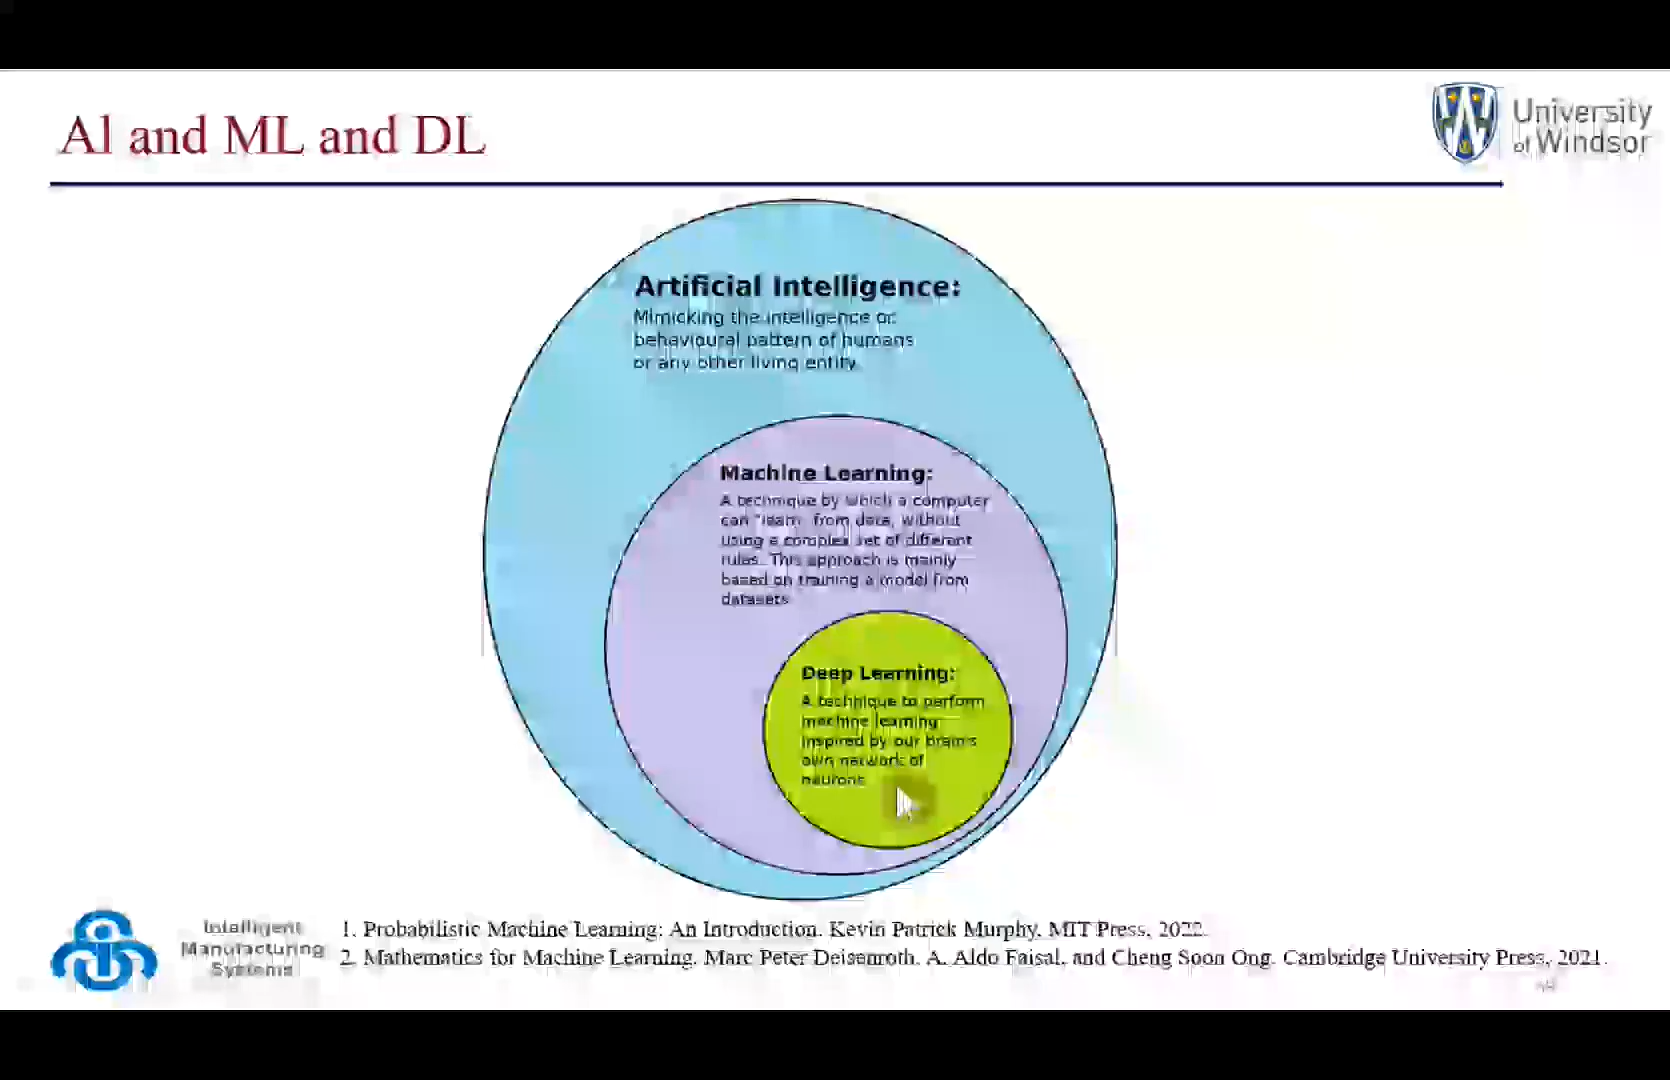 AI and ML and DL
University
of Windsor
Artificial Intelligence:
Mimicking the intelligence or
behavioural pattern of humans
or any other living entity.
Machine Learning:
A technique by which a computer
can "learn" from data, without
using a complex set of different
rules. This approach is mainly
based on training a model from
datasets.
Deep Learning:
A technique to perform
machine learning
inspired by our brain's
own network of
neurons.
Intelligent
Manufacturing
Systems
1. Probabilistic Machine Learning: An Introduction. Kevin Patrick Murphy. MIT Press, 2022.
2. Mathematics for Machine Learning. Marc Peter Deisenroth. A. Aldo Faisal, and Cheng Soon Ong. Cambridge University Press, 2021.